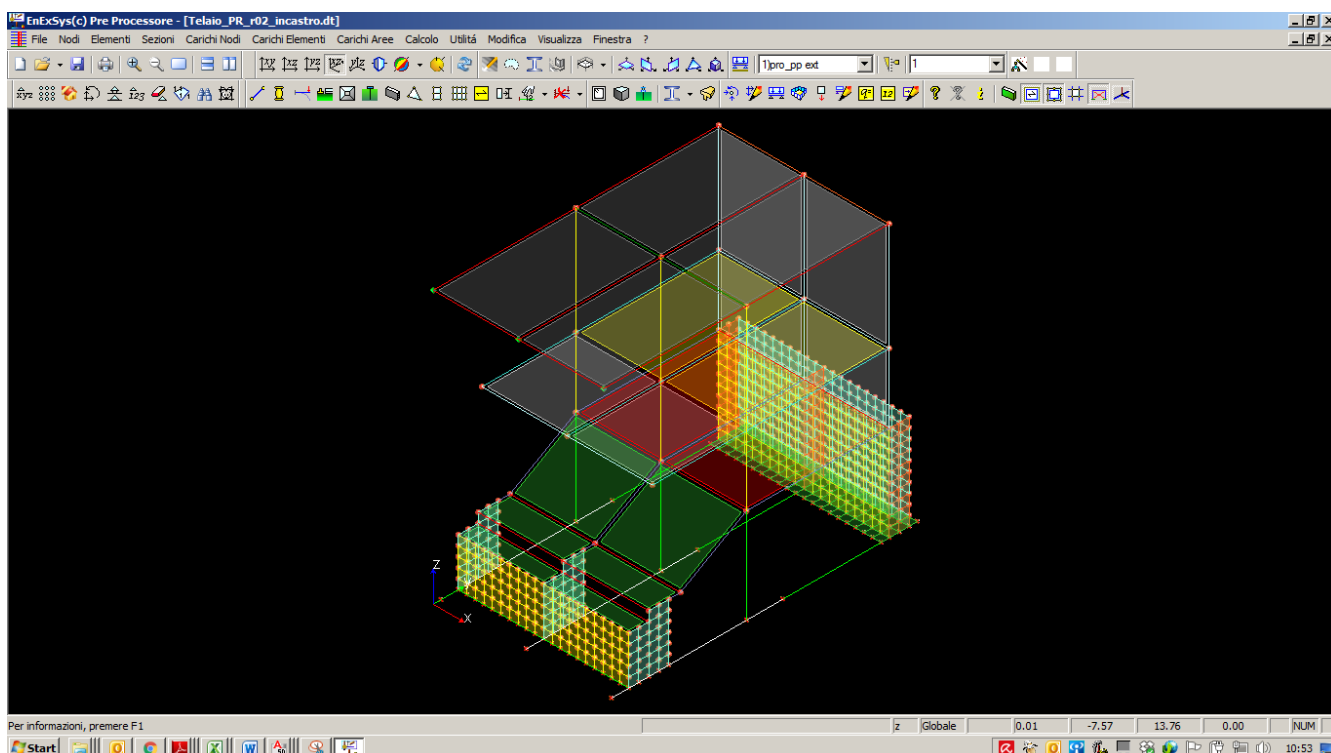 EnExSys(c) Pre Processore - [Telaio_PR_r02_incastro.dt]
File Nodi Elementi Sezioni Carichi Nodi Carichi Elementi Carichi Aree Calcolo Utilitá Modifica Visualizza Finestra ?
1)pro_pp ext 1
Z
X
Per informazioni, premere F1 z Globale 0.01 -7.57 13.76 0.00 NUM
Start 10:53